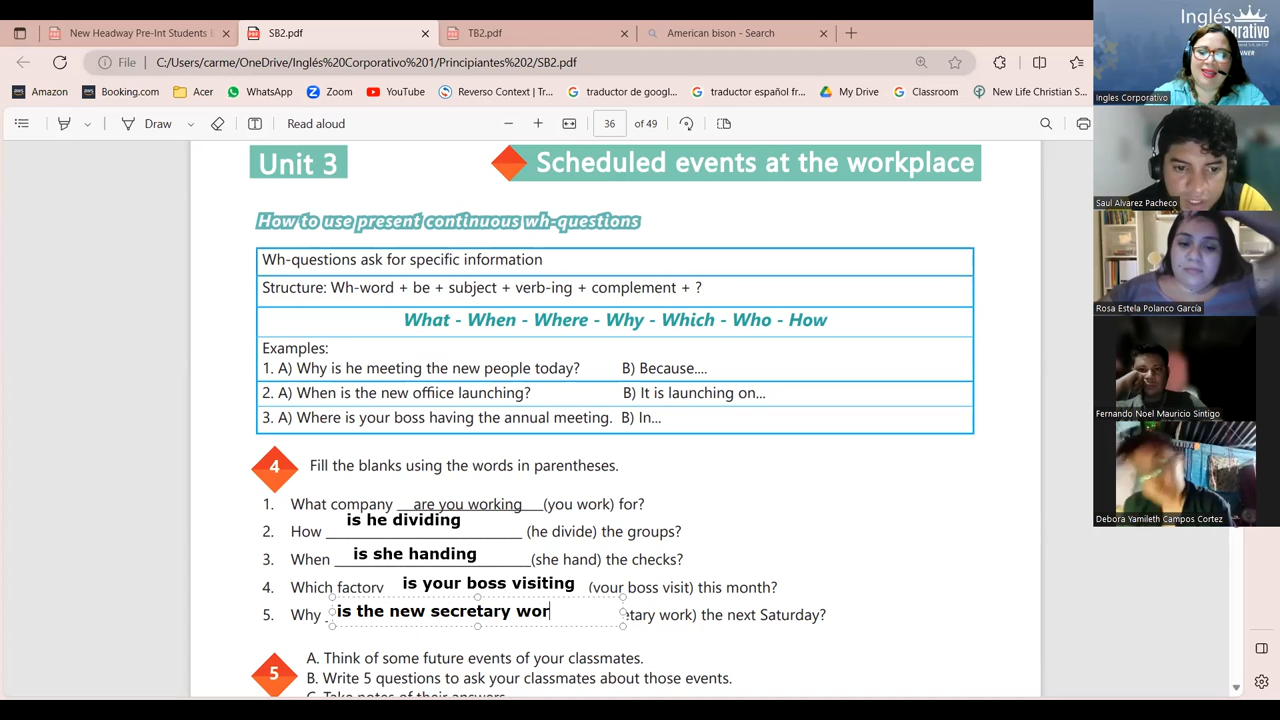 New Headway Pre-Int Students B
SB2.pdf
TB2.pdf
American bison - Search
File
C:/Users/carme/OneDrive/Inglés%20Corporativo%201/Principiantes%202/SB2.pdf
Amazon
Booking.com
Acer
WhatsApp
Zoom
YouTube
Reverso Context | Tr...
traductor de googl...
traductor español fr...
My Drive
Classroom
New Life Christian S...
Draw
Read aloud
36
of 49
Unit 3
Scheduled events at the workplace
How to use present continuous wh-questions
Wh-questions ask for specific information
Structure: Wh-word + be + subject + verb-ing + complement + ?
What - When - Where - Why - Which - Who - How
Examples:
1. A) Why is he meeting the new people today? B) Because....
2. A) When is the new office launching? B) It is launching on...
3. A) Where is your boss having the annual meeting. B) In...
4 Fill the blanks using the words in parentheses.
1. What company __are you working___(you work) for?
2. How is he dividing (he divide) the groups?
3. When is she handing (she hand) the checks?
4. Which factory is your boss visiting (your boss visit) this month?
5. Why is the new secretary wor etary work) the next Saturday?
5 A. Think of some future events of your classmates.
B. Write 5 questions to ask your classmates about those events.
C. Take notes of their answers.
Inglés
Corporativo
Ingles Corporativo
Saul Alvarez Pacheco
Rosa Estela Polanco García
Fernando Noel Mauricio Sintigo
Debora Yamileth Campos Cortez